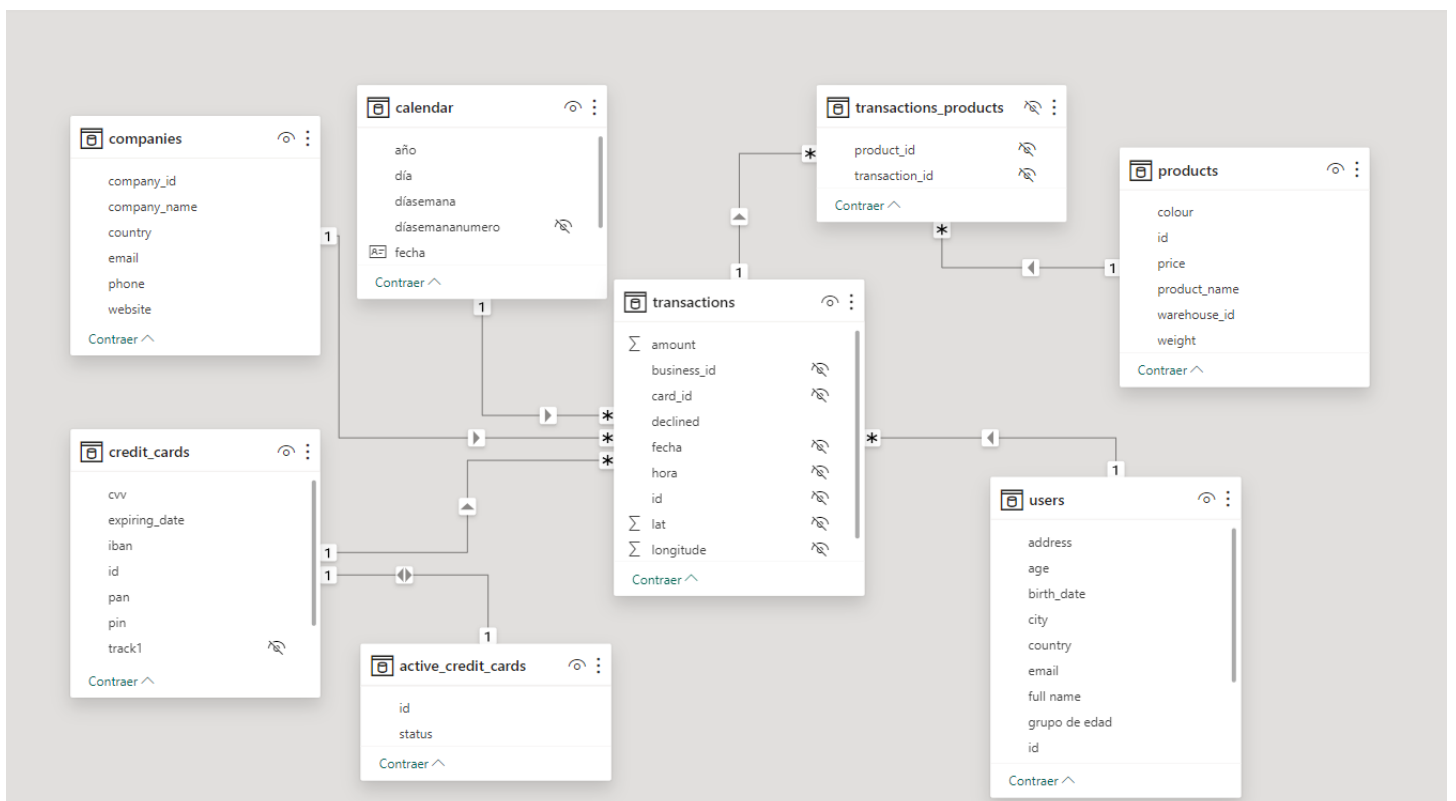 companies
company_id
company_name
country
email
phone
website
Contraer
calendar
año
día
díasemana
díasemananumero
fecha
Contraer
transactions_products
product_id
transaction_id
Contraer
products
colour
id
price
product_name
warehouse_id
weight
Contraer
transactions
∑ amount
business_id
card_id
declined
fecha
hora
id
∑ lat
∑ longitude
Contraer
credit_cards
cvv
expiring_date
iban
id
pan
pin
track1
Contraer
active_credit_cards
id
status
Contraer
users
address
age
birth_date
city
country
email
full name
grupo de edad
id
Contraer
1
1
1
1
1
1
1
1
*
*
*
*
*
*